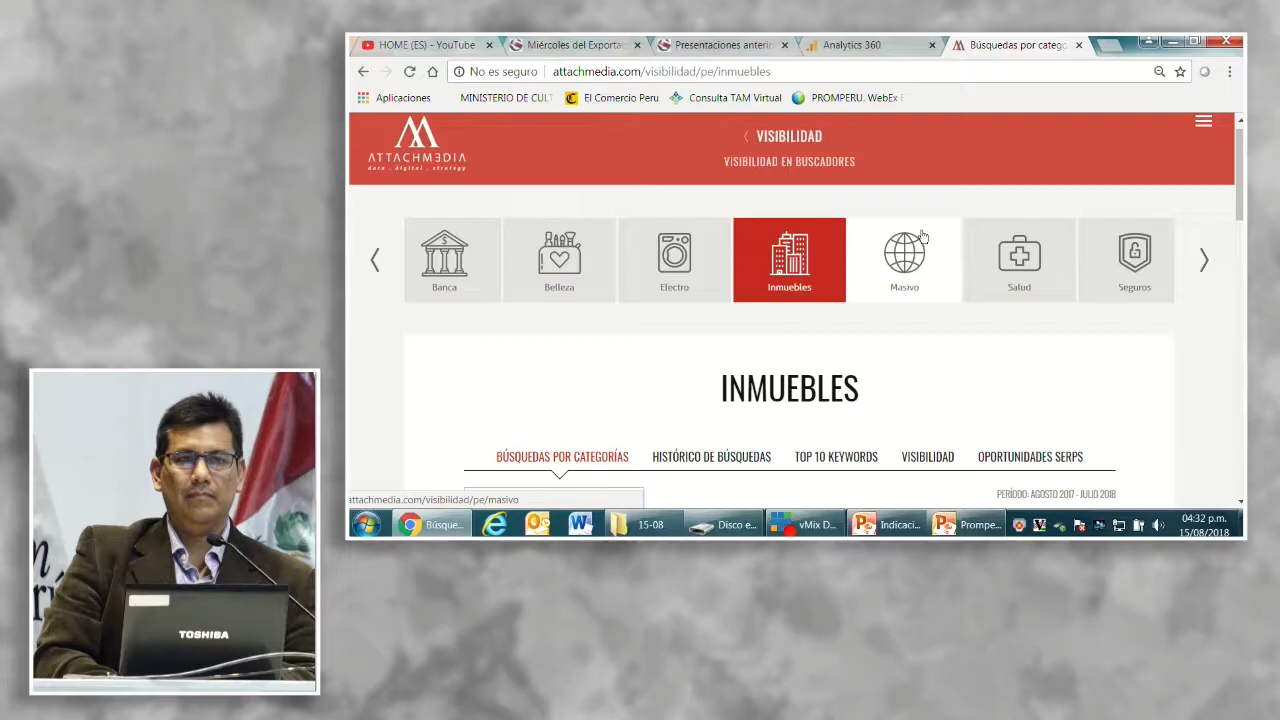 HOME (ES) - YouTube
Miércoles del Exporta
Presentaciones anteri
Analytics 360
Búsquedas por catego
No es seguro
attachmedia.com/visibilidad/pe/inmuebles
Aplicaciones
MINISTERIO DE CULT
El Comercio Peru
Consulta TAM Virtual
PROMPERU. WebEx E
ATTACHMEDIA
data . digital . strategy
VISIBILIDAD
VISIBILIDAD EN BUSCADORES
Banca
Belleza
Electro
Inmuebles
Masivo
Salud
Seguros
INMUEBLES
BÚSQUEDAS POR CATEGORÍAS
HISTÓRICO DE BÚSQUEDAS
TOP 10 KEYWORDS
VISIBILIDAD
OPORTUNIDADES SERPS
PERÍODO: AGOSTO 2017 - JULIO 2018
attachmedia.com/visibilidad/pe/masivo
Búsque...
15-08
Disco e...
vMix D...
Indicaci...
Prompe...
04:32 p.m.
15/08/2018
TOSHIBA